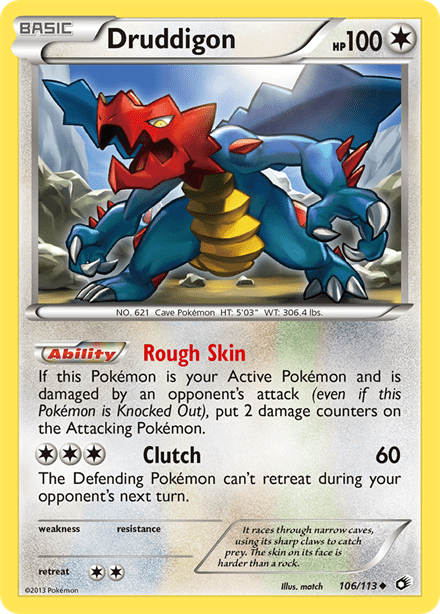 BASIC
Druddigon
HP100
NO. 621 Cave Pokémon HT: 5'03" WT: 306.4 lbs.
Ability Rough Skin
If this Pokémon is your Active Pokémon and is
damaged by an opponent's attack (even if this
Pokémon is Knocked Out), put 2 damage counters
on the Attacking Pokémon.
Clutch 60
The Defending Pokémon can't retreat during your
opponent's next turn.
weakness resistance
retreat
It races through narrow caves,
using its sharp claws to catch
prey. The skin on its face is
harder than a rock.
©2013 Pokémon Illus. match 106/113